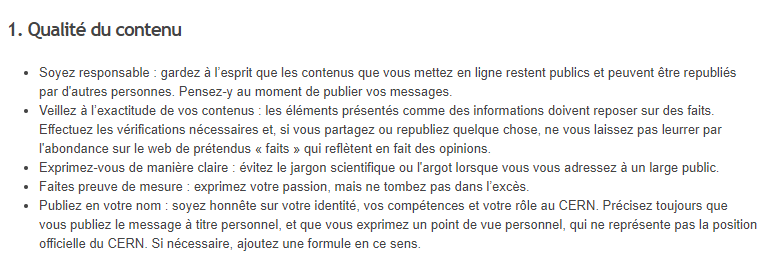 1. Qualité du contenu
• Soyez responsable : gardez à l’esprit que les contenus que vous mettez en ligne restent publics et peuvent être republiés
par d'autres personnes. Pensez-y au moment de publier vos messages.
• Veillez à l’exactitude de vos contenus : les éléments présentés comme des informations doivent reposer sur des faits.
Effectuez les vérifications nécessaires et, si vous partagez ou republiez quelque chose, ne vous laissez pas leurrer par
l'abondance sur le web de prétendus « faits » qui reflètent en fait des opinions.
• Exprimez-vous de manière claire : évitez le jargon scientifique ou l'argot lorsque vous vous adressez à un large public.
• Faites preuve de mesure : exprimez votre passion, mais ne tombez pas dans l’excès.
• Publiez en votre nom : soyez honnête sur votre identité, vos compétences et votre rôle au CERN. Précisez toujours que
vous publiez le message à titre personnel, et que vous exprimez un point de vue personnel, qui ne représente pas la position
officielle du CERN. Si nécessaire, ajoutez une formule en ce sens.